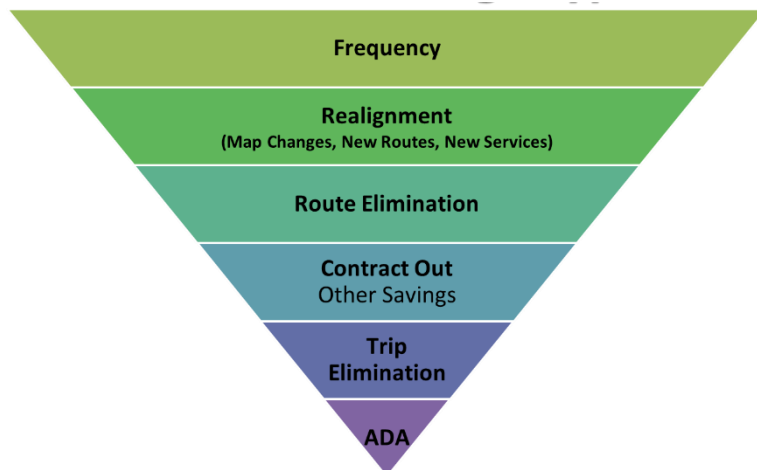 Frequency
Realignment
(Map Changes, New Routes, New Services)
Route Elimination
Contract Out
Other Savings
Trip
Elimination
ADA